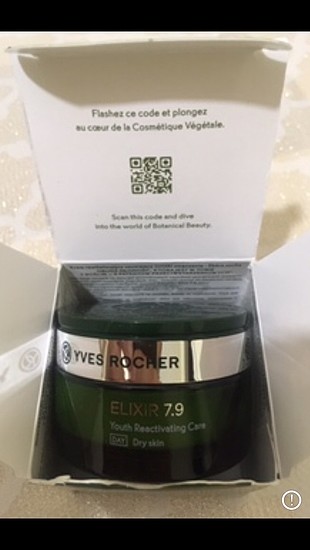 Flashez ce code et plongez
au cœur de la Cosmétique Végétale.
Scan this code and dive
into the world of Botanical Beauty.
YVES ROCHER
ELIXIR 7.9
Youth Reactivating Care
DAY Dry skin